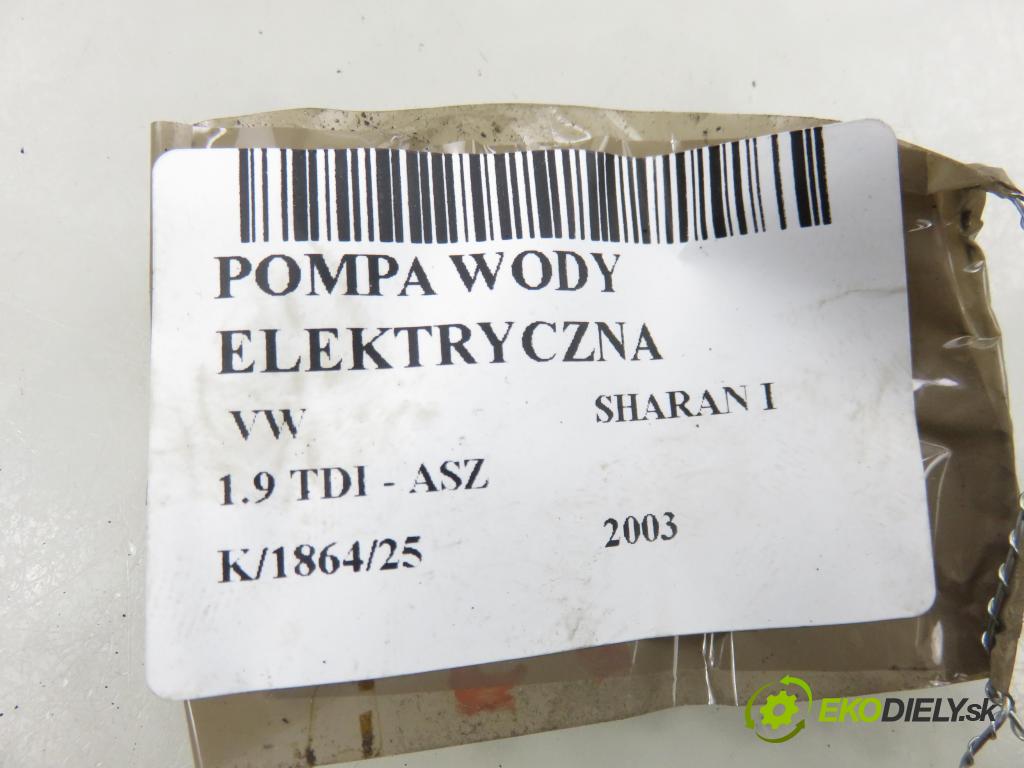 POMPA WODY
ELEKTRYCZNA
VW SHARAN I
1.9 TDI - ASZ
K/1864/25 2003
EKODIELY.sk